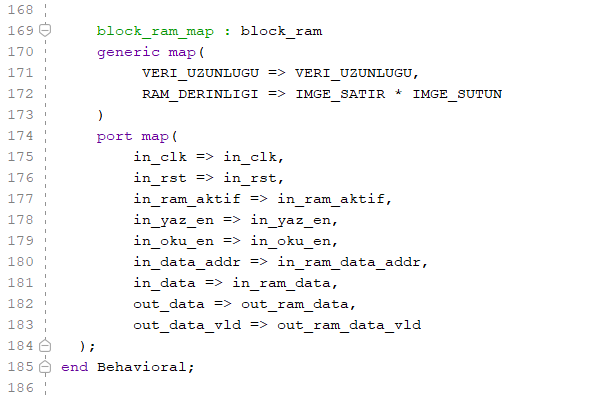 168
169 block_ram_map : block_ram
170 generic map(
171 VERI_UZUNLUGU => VERI_UZUNLUGU,
172 RAM_DERINLIGI => IMGE_SATIR * IMGE_SUTUN
173 )
174 port map(
175 in_clk => in_clk,
176 in_rst => in_rst,
177 in_ram_aktif => in_ram_aktif,
178 in_yaz_en => in_yaz_en,
179 in_oku_en => in_oku_en,
180 in_data_addr => in_ram_data_addr,
181 in_data => in_ram_data,
182 out_data => out_ram_data,
183 out_data_vld => out_ram_data_vld
184 );
185 end Behavioral;
186